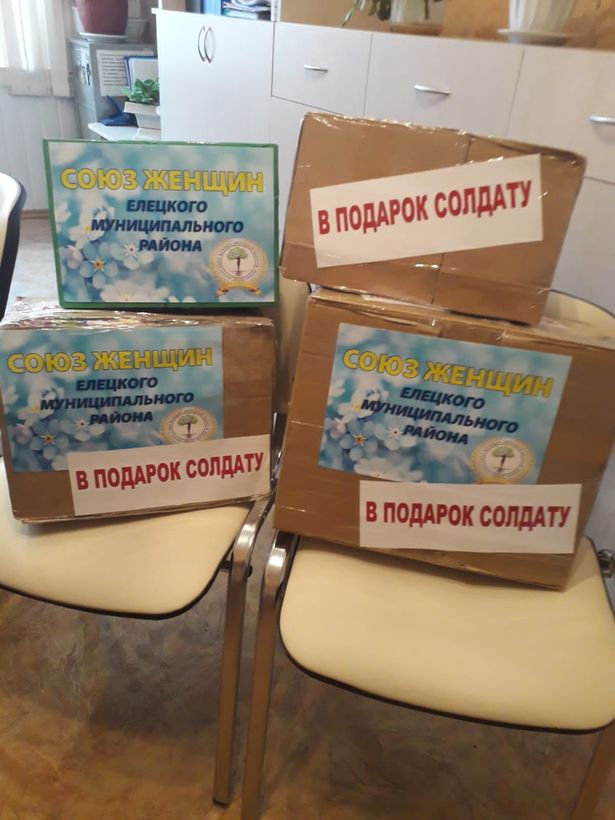 СОЮЗ ЖЕНЩИН
ЕЛЕЦКОГО
МУНИЦИПАЛЬНОГО
РАЙОНА
В ПОДАРОК СОЛДАТУ
СОЮЗ ЖЕНЩИН
ЕЛЕЦКОГО
МУНИЦИПАЛЬНОГО
РАЙОНА
В ПОДАРОК СОЛДАТУ
СОЮЗ ЖЕНЩИН
ЕЛЕЦКОГО
МУНИЦИПАЛЬНОГО
РАЙОНА
В ПОДАРОК СОЛДАТУ